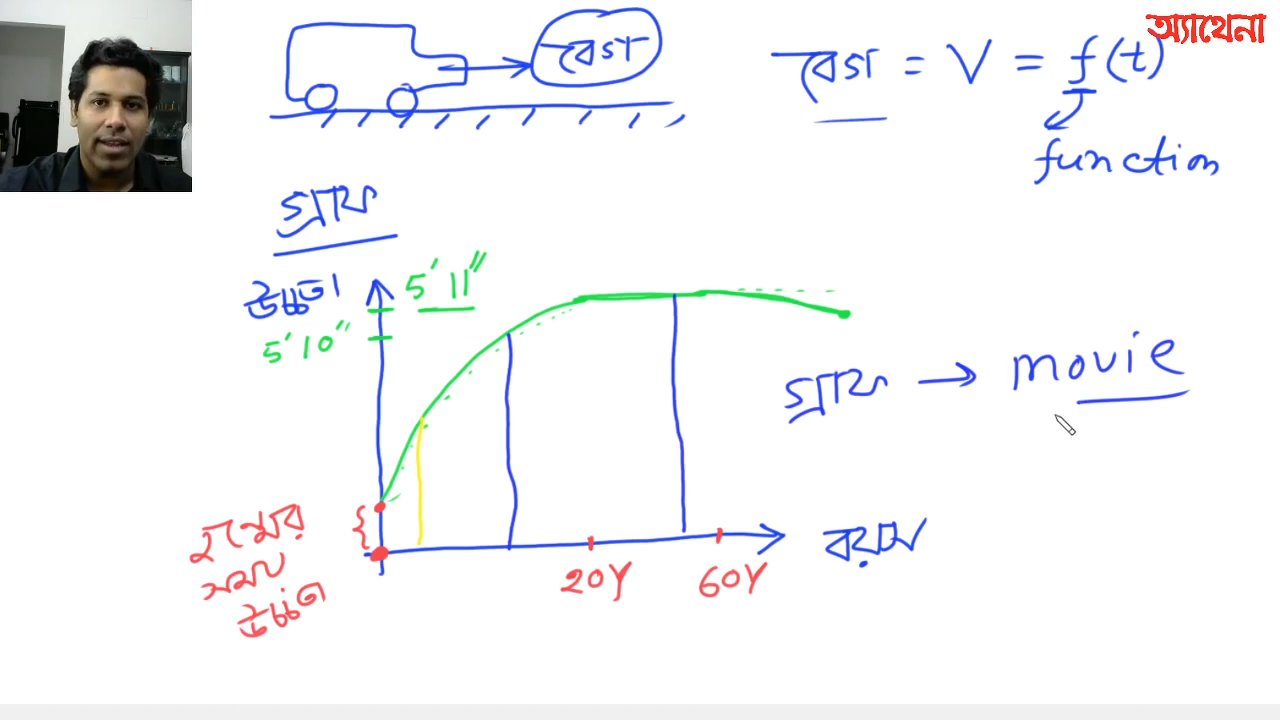 অ্যাথেনা
বেগ
বেগ = V = f(t)
function
গ্রাফ
উচ্চতা
5'11"
5'10"
গ্রাফ → movie
জন্মের
সময়
উচ্চতা
বয়স
20Y
60Y